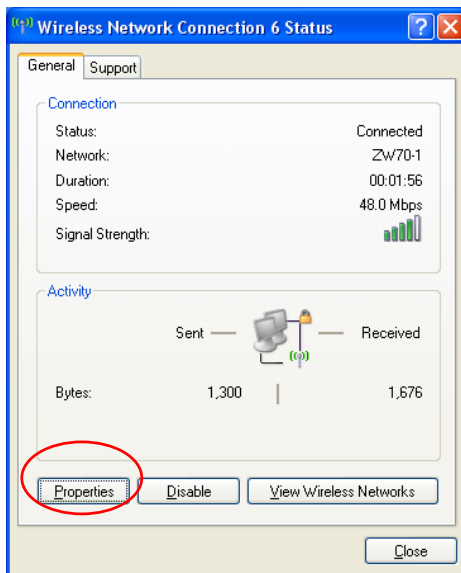 Wireless Network Connection 6 Status
General Support
Connection
Status: Connected
Network: ZW70-1
Duration: 00:01:56
Speed: 48.0 Mbps
Signal Strength:
Activity
Sent Received
Bytes: 1,300 1,676
Properties Disable View Wireless Networks
Close